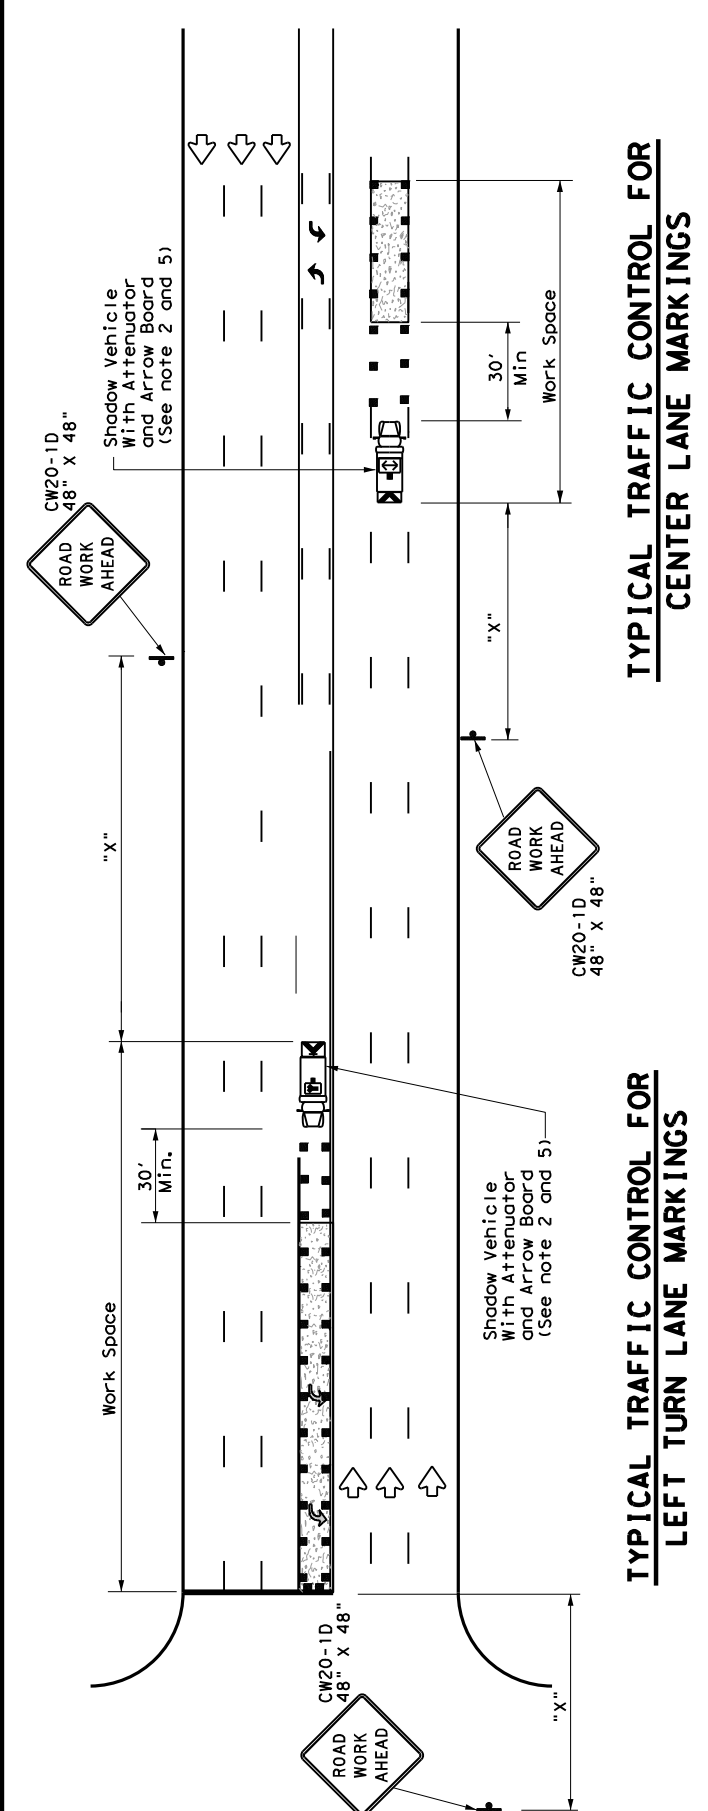 Shadow Vehicle
With Attenuator
and Arrow Board
(See note 2 and 5)
CW20-1D
48" X 48"
ROAD
WORK
AHEAD
"X"
30'
Min.
Work Space
30'
Min
Work Space
"X"
ROAD
WORK
AHEAD
CW20-1D
48" X 48"
Shadow Vehicle
With Attenuator
and Arrow Board
(See note 2 and 5)
CW20-1D
48" X 48"
ROAD
WORK
AHEAD
"X"
TYPICAL TRAFFIC CONTROL FOR
LEFT TURN LANE MARKINGS
TYPICAL TRAFFIC CONTROL FOR
CENTER LANE MARKINGS